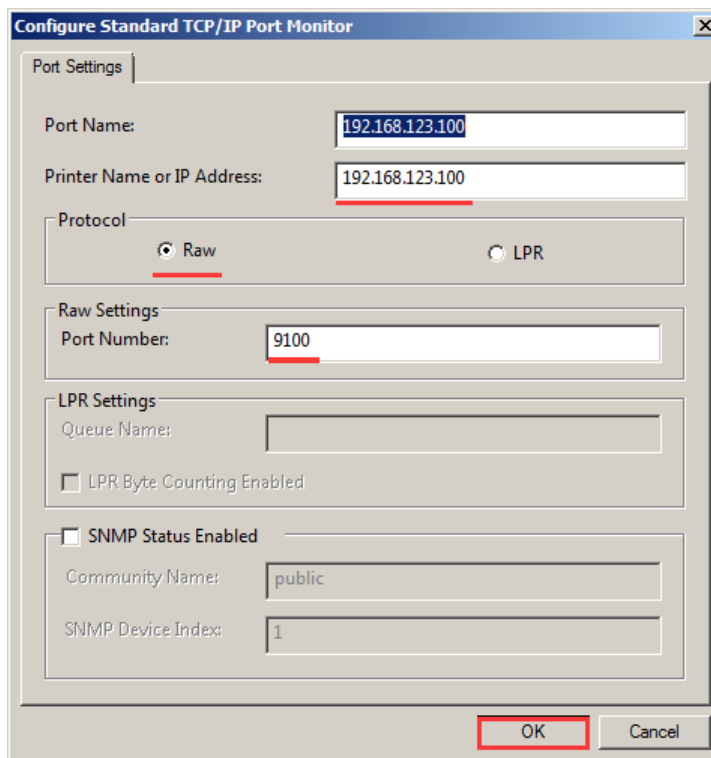 Configure Standard TCP/IP Port Monitor
Port Settings
Port Name:
192.168.123.100
Printer Name or IP Address:
192.168.123.100
Protocol
Raw
LPR
Raw Settings
Port Number:
9100
LPR Settings
Queue Name:
LPR Byte Counting Enabled
SNMP Status Enabled
Community Name:
public
SNMP Device Index:
1
OK
Cancel